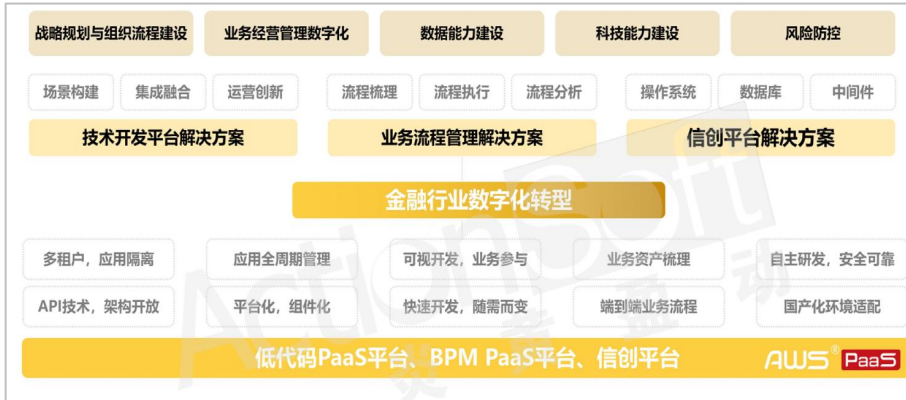 战略规划与组织流程建设 业务经营管理数字化 数据能力建设 科技能力建设 风险防控
场景构建 集成融合 运营创新 流程梳理 流程执行 流程分析 操作系统 数据库 中间件
技术开发平台解决方案 业务流程管理解决方案 信创平台解决方案
金融行业数字化转型
多租户，应用隔离 应用全周期管理 可视开发，业务参与 业务资产梳理 自主研发，安全可靠
API技术，架构开放 平台化，组件化 快速开发，随需而变 端到端业务流程 国产化环境适配
低代码PaaS平台、BPM PaaS平台、信创平台 AWS® PaaS
ActionSoft
炎黄盈动